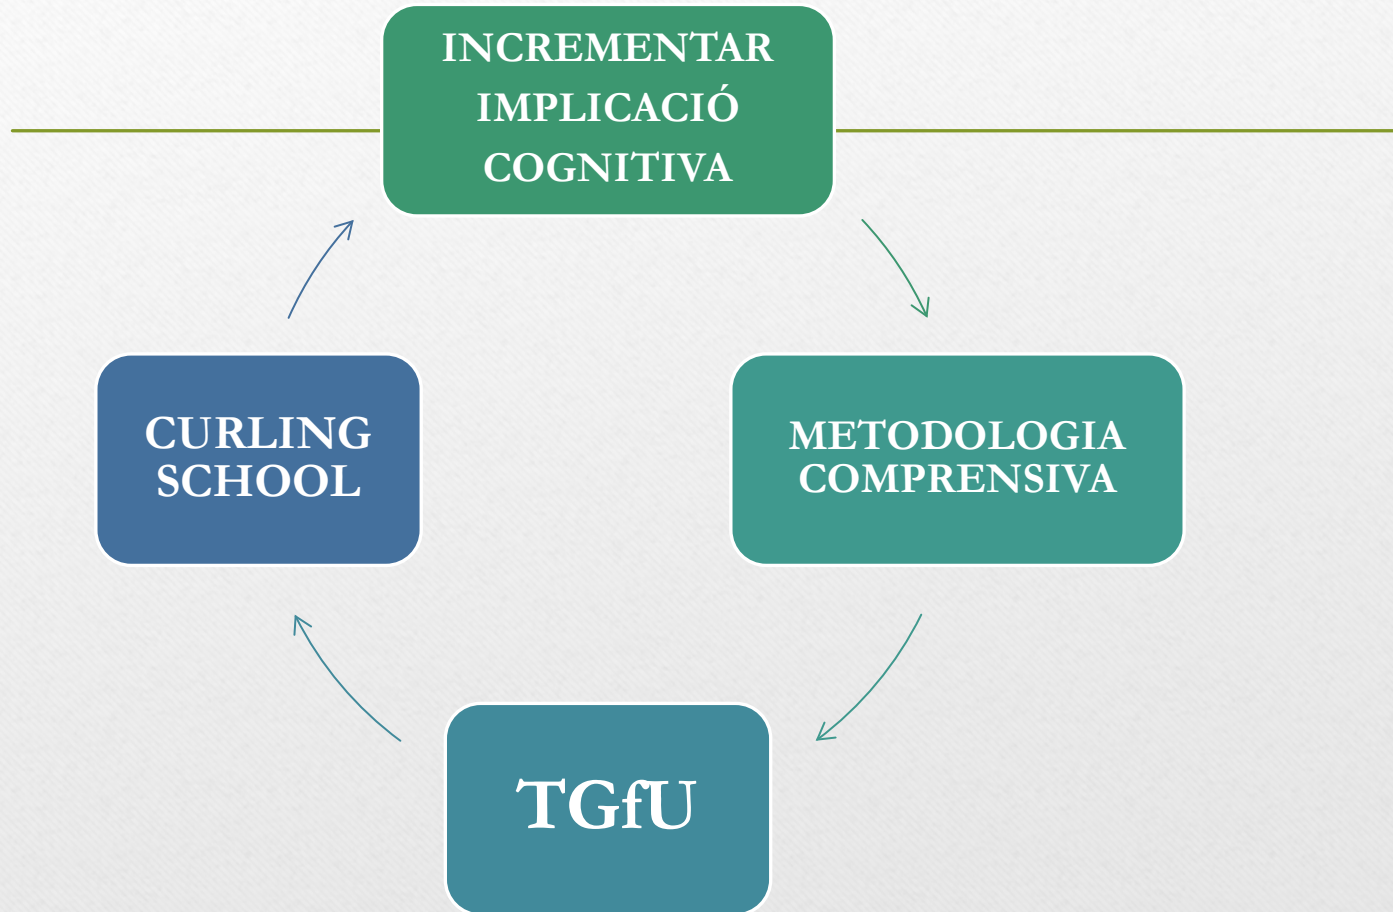 INCREMENTAR
IMPLICACIÓ
COGNITIVA
CURLING
SCHOOL
METODOLOGIA
COMPRENSIVA
TGfU